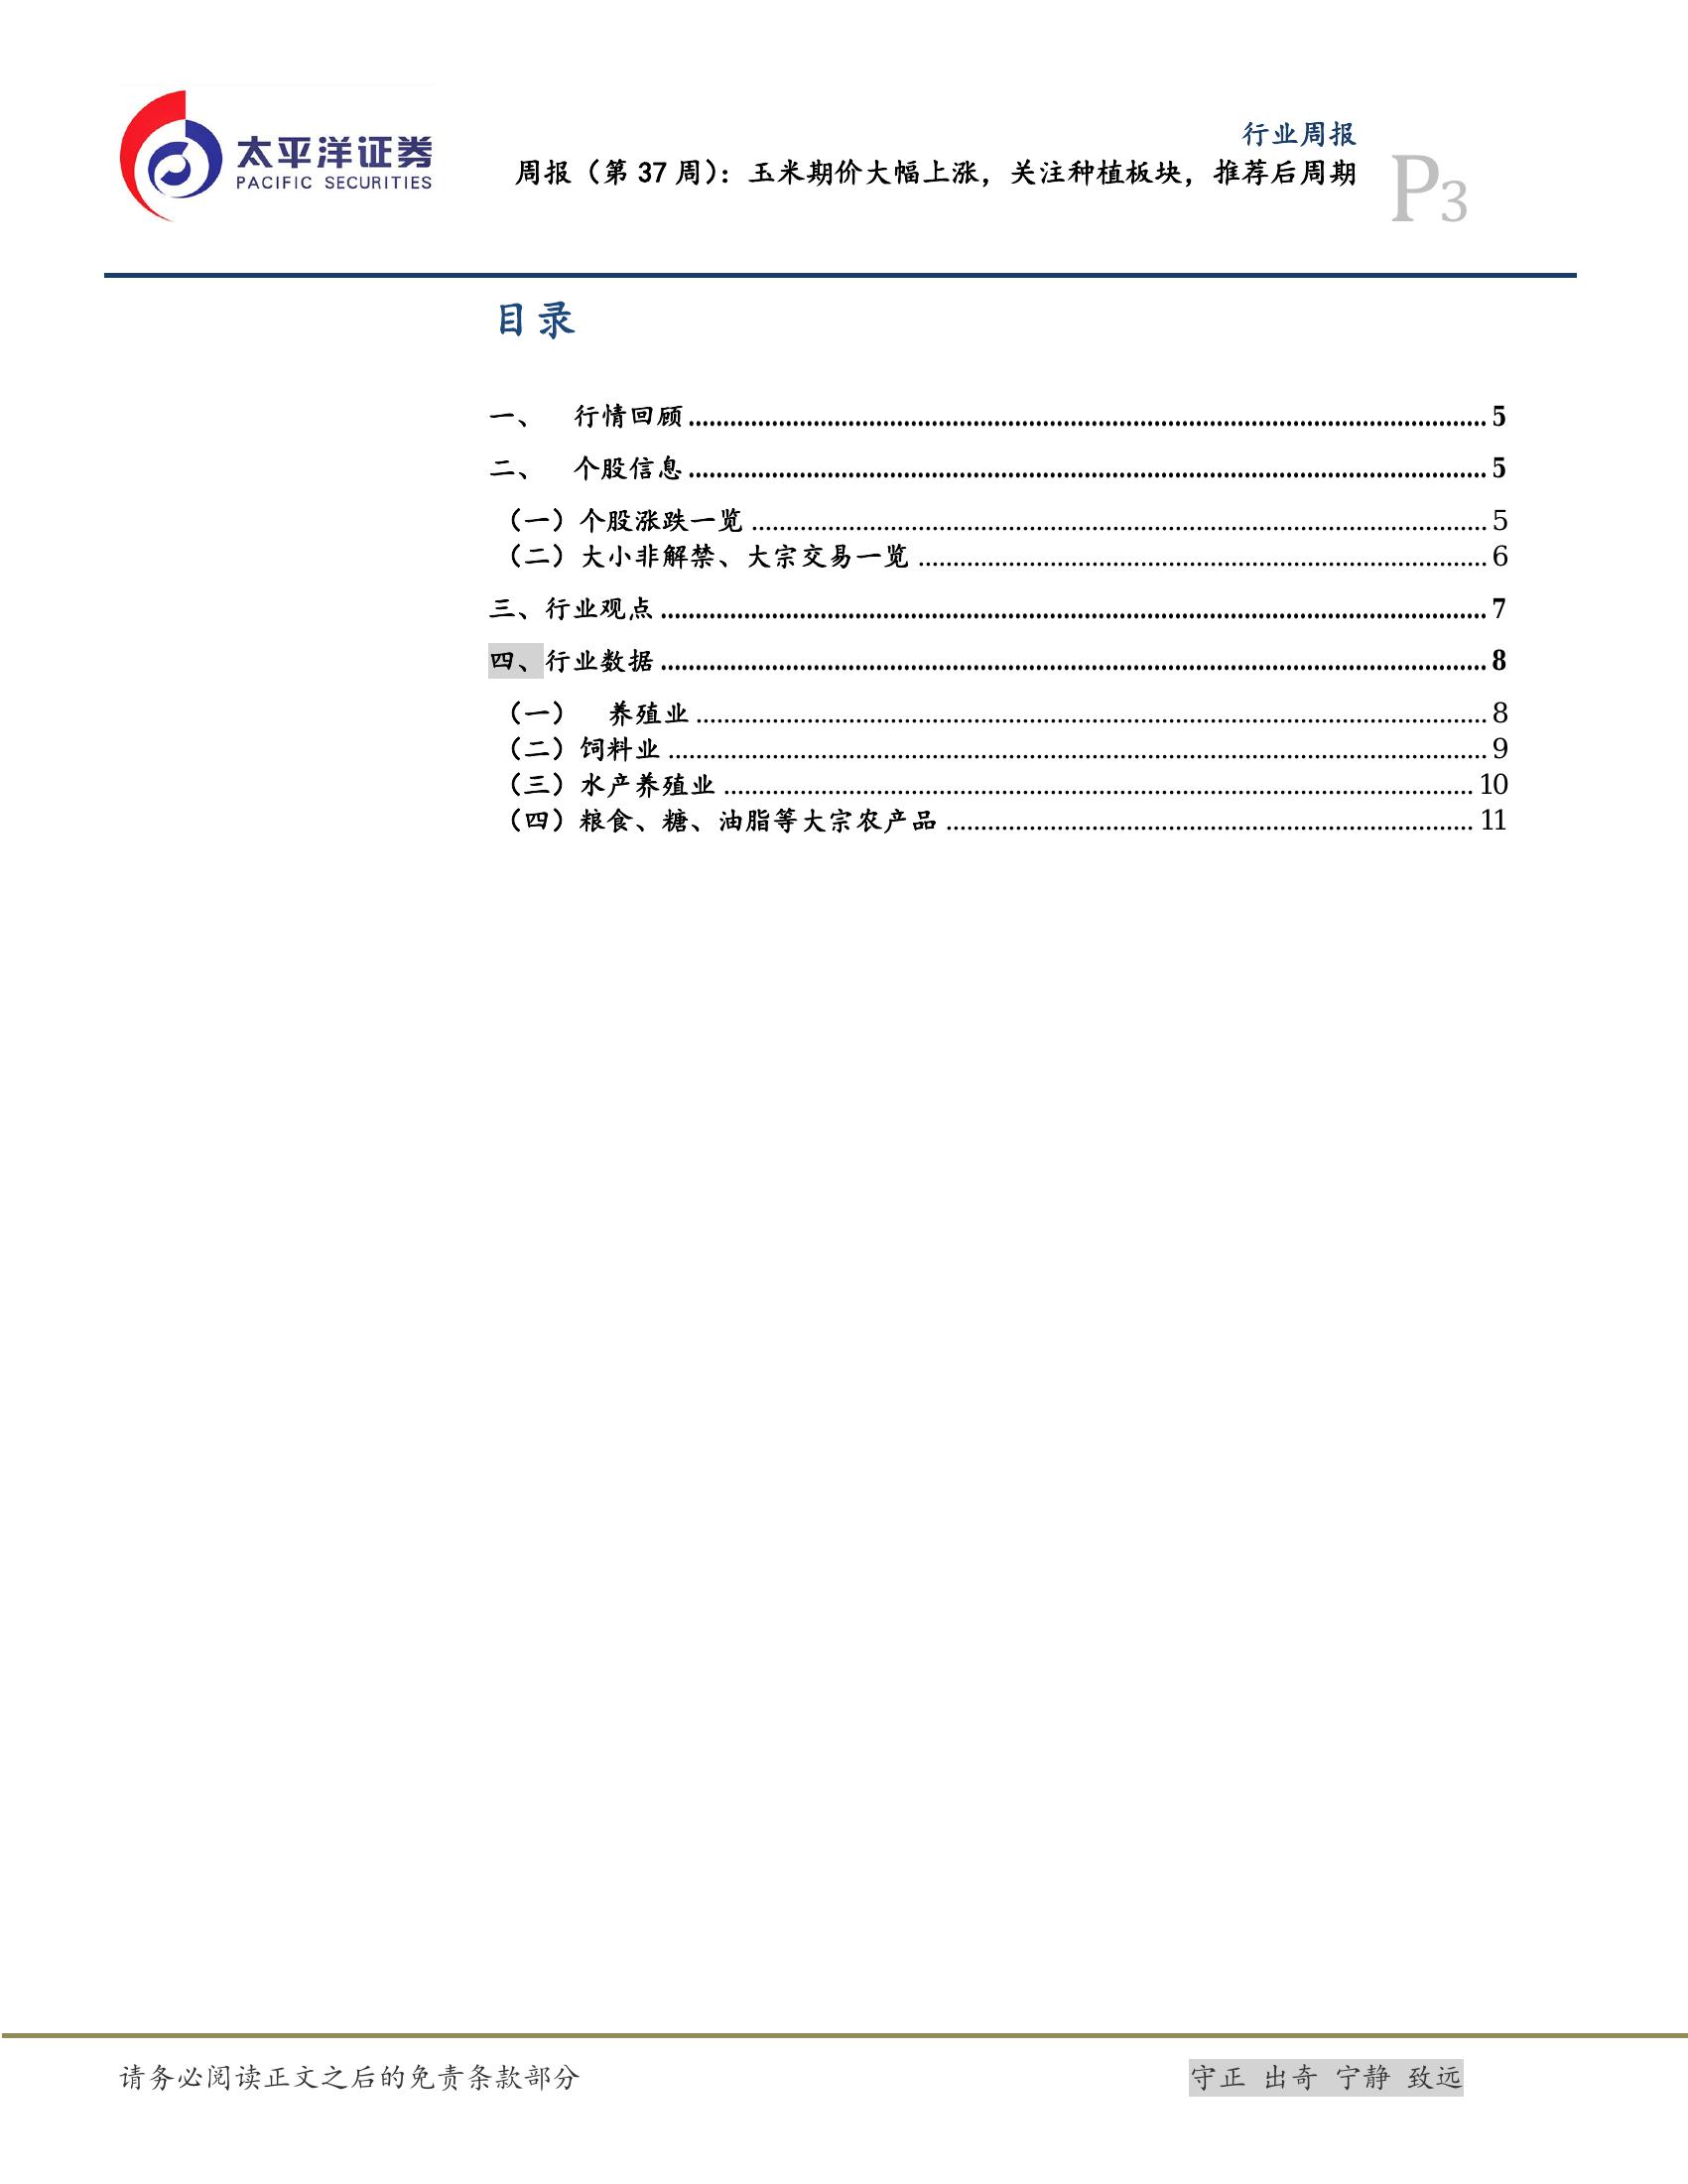 太平洋证券
PACIFIC SECURITIES
行业周报
周报（第 37 周）：玉米期价大幅上涨，关注种植板块，推荐后周期
P3
目录
一、 行情回顾 ........ 5
二、 个股信息 ........ 5
（一）个股涨跌一览 ........ 5
（二）大小非解禁、大宗交易一览 ........ 6
三、行业观点 ........ 7
四、行业数据 ........ 8
（一） 养殖业 ........ 8
（二）饲料业 ........ 9
（三）水产养殖业 ........ 10
（四）粮食、糖、油脂等大宗农产品 ........ 11
请务必阅读正文之后的免责条款部分
守正 出奇 宁静 致远